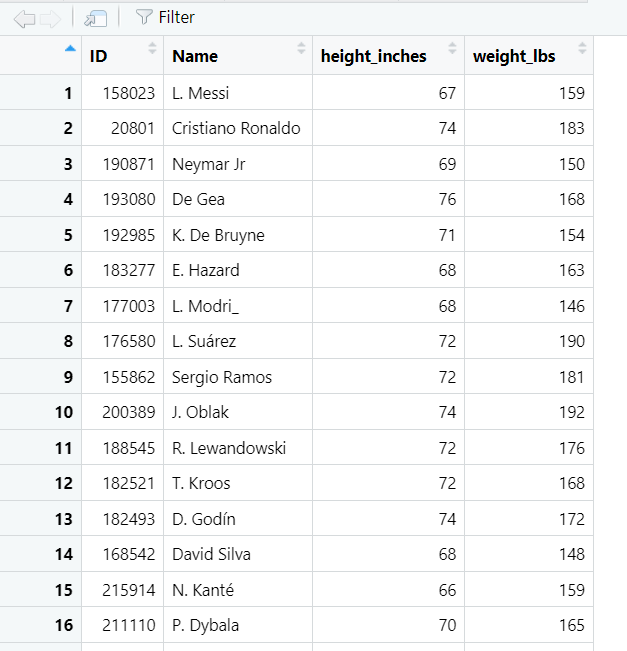 Filter
ID Name height_inches weight_lbs
1 158023 L. Messi 67 159
2 20801 Cristiano Ronaldo 74 183
3 190871 Neymar Jr 69 150
4 193080 De Gea 76 168
5 192985 K. De Bruyne 71 154
6 183277 E. Hazard 68 163
7 177003 L. Modri_ 68 146
8 176580 L. Suárez 72 190
9 155862 Sergio Ramos 72 181
10 200389 J. Oblak 74 192
11 188545 R. Lewandowski 72 176
12 182521 T. Kroos 72 168
13 182493 D. Godín 74 172
14 168542 David Silva 68 148
15 215914 N. Kanté 66 159
16 211110 P. Dybala 70 165